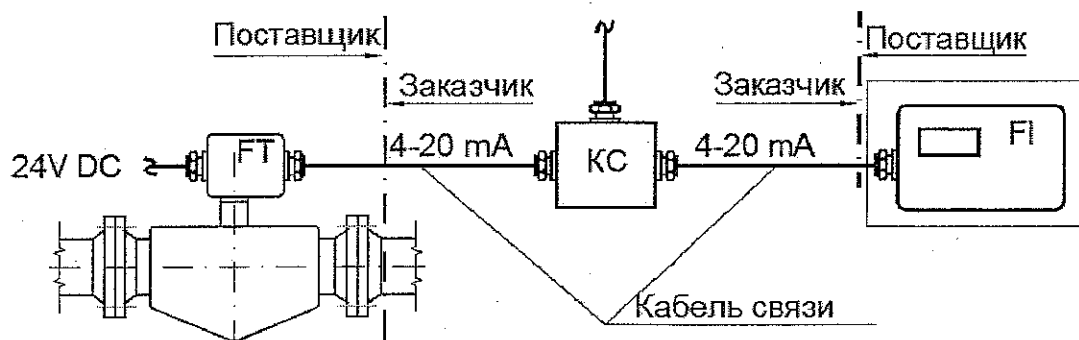 Поставщик
Поставщик
Заказчик
Заказчик
24V DC
FT
4-20 mA
КС
4-20 mA
FI
Кабель связи